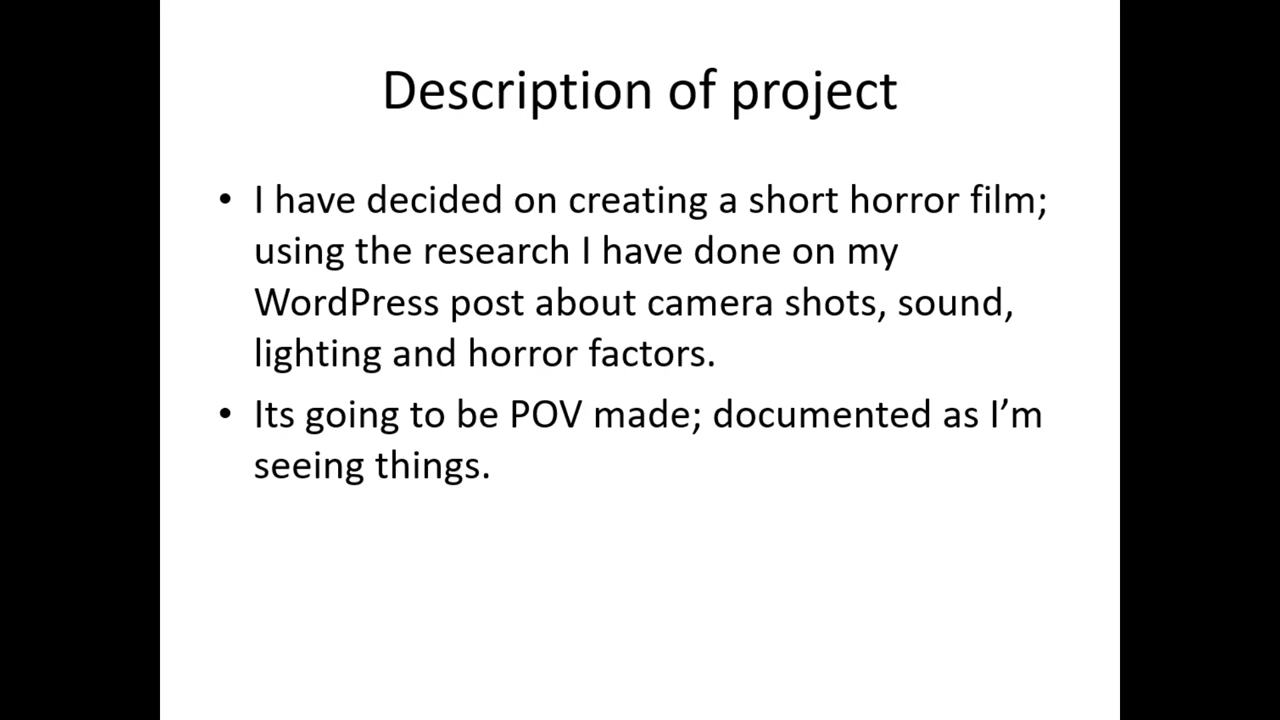 Description of project
• I have decided on creating a short horror film;
using the research I have done on my
WordPress post about camera shots, sound,
lighting and horror factors.
• Its going to be POV made; documented as I’m
seeing things.